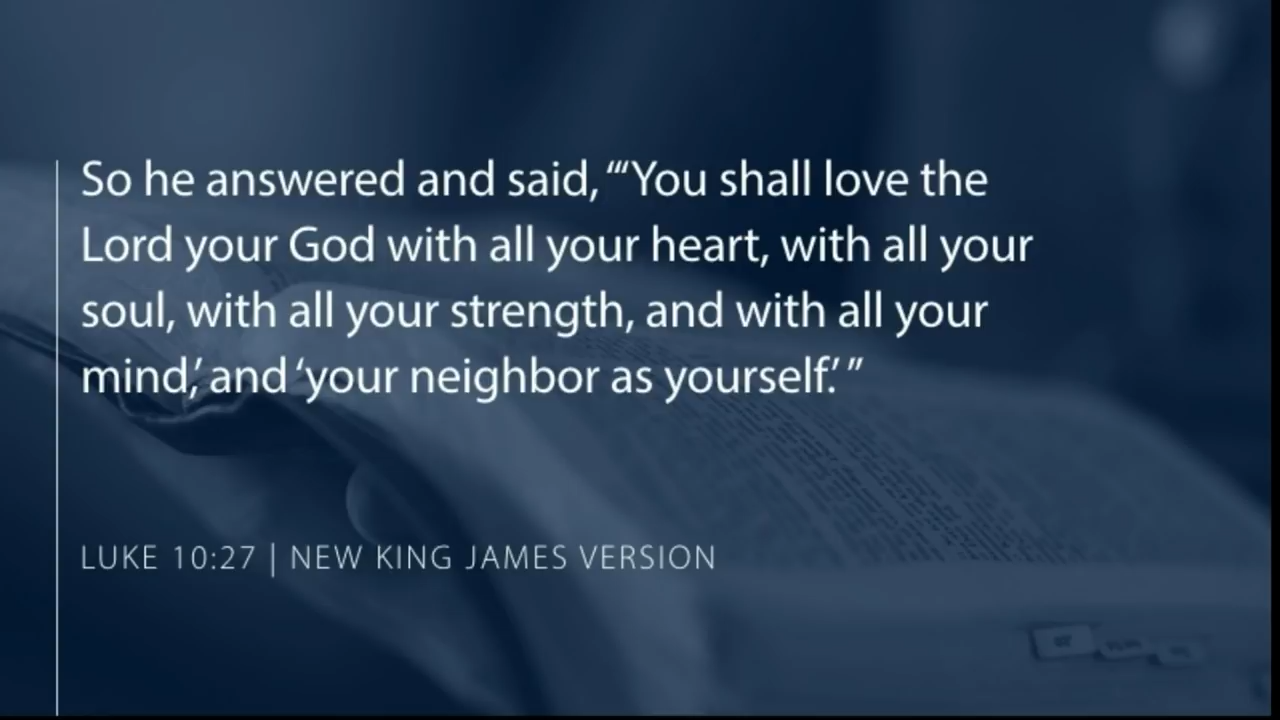 So he answered and said, “‘You shall love the
Lord your God with all your heart, with all your
soul, with all your strength, and with all your
mind,’ and ‘your neighbor as yourself.’ ”
LUKE 10:27 | NEW KING JAMES VERSION